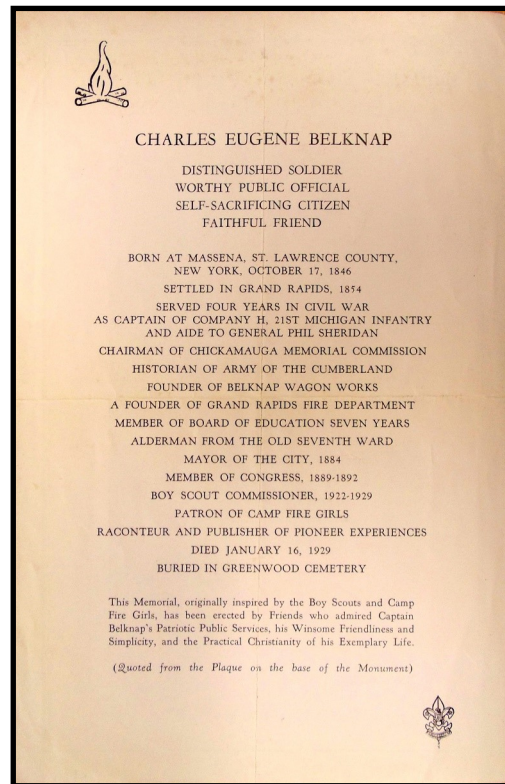 CHARLES EUGENE BELKNAP
DISTINGUISHED SOLDIER
WORTHY PUBLIC OFFICIAL
SELF-SACRIFICING CITIZEN
FAITHFUL FRIEND
BORN AT MASSENA, ST. LAWRENCE COUNTY,
NEW YORK, OCTOBER 17, 1846
SETTLED IN GRAND RAPIDS, 1854
SERVED FOUR YEARS IN CIVIL WAR
AS CAPTAIN OF COMPANY H, 21ST MICHIGAN INFANTRY
AND AIDE TO GENERAL PHIL SHERIDAN
CHAIRMAN OF CHICKAMAUGA MEMORIAL COMMISSION
HISTORIAN OF ARMY OF THE CUMBERLAND
FOUNDER OF BELKNAP WAGON WORKS
A FOUNDER OF GRAND RAPIDS FIRE DEPARTMENT
MEMBER OF BOARD OF EDUCATION SEVEN YEARS
ALDERMAN FROM THE OLD SEVENTH WARD
MAYOR OF THE CITY, 1884
MEMBER OF CONGRESS, 1889-1892
BOY SCOUT COMMISSIONER, 1922-1929
PATRON OF CAMP FIRE GIRLS
RACONTEUR AND PUBLISHER OF PIONEER EXPERIENCES
DIED JANUARY 16, 1929
BURIED IN GREENWOOD CEMETERY
This Memorial, originally inspired by the Boy Scouts and Camp
Fire Girls, has been erected by Friends who admired Captain
Belknap's Patriotic Public Services, his Winsome Friendliness and
Simplicity, and the Practical Christianity of his Exemplary Life.
(Quoted from the Plaque on the base of the Monument)